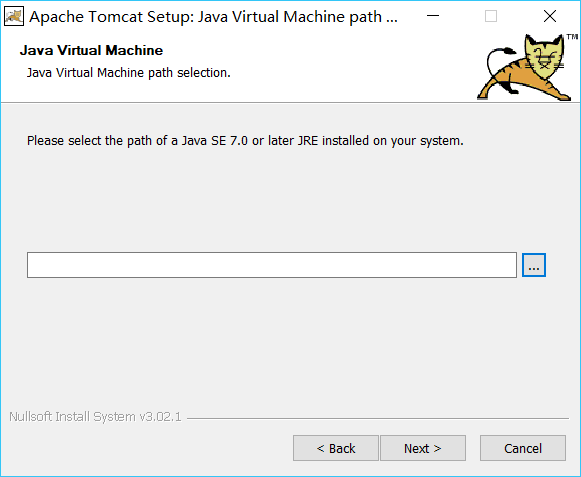 Apache Tomcat Setup: Java Virtual Machine path ...
Java Virtual Machine
Java Virtual Machine path selection.
TM
Please select the path of a Java SE 7.0 or later JRE installed on your system.
...
Nullsoft Install System v3.02.1
< Back
Next >
Cancel